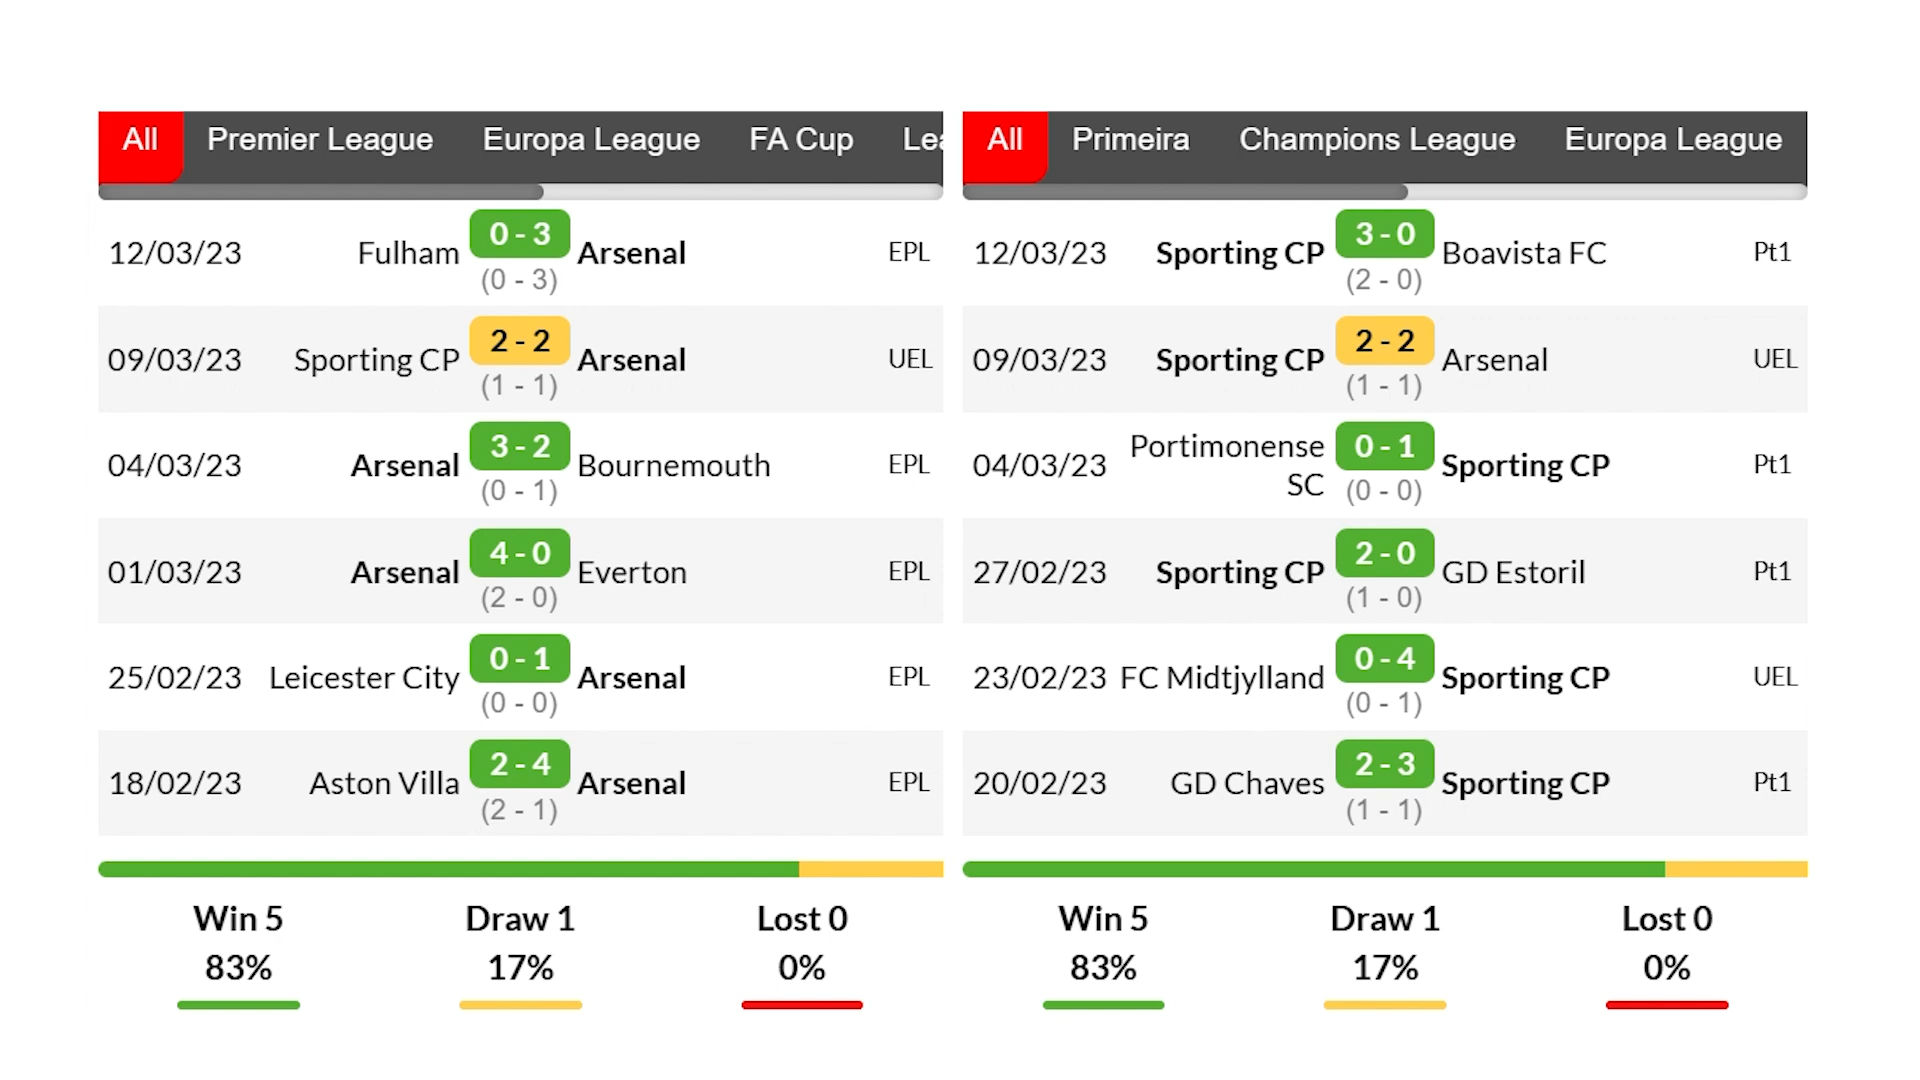 All Premier League Europa League FA Cup Lea
12/03/23 Fulham 0 - 3 Arsenal EPL
(0 - 3)
09/03/23 Sporting CP 2 - 2 Arsenal UEL
(1 - 1)
04/03/23 Arsenal 3 - 2 Bournemouth EPL
(0 - 1)
01/03/23 Arsenal 4 - 0 Everton EPL
(2 - 0)
25/02/23 Leicester City 0 - 1 Arsenal EPL
(0 - 0)
18/02/23 Aston Villa 2 - 4 Arsenal EPL
(2 - 1)
Win 5 Draw 1 Lost 0
83% 17% 0%
All Primeira Champions League Europa League
12/03/23 Sporting CP 3 - 0 Boavista FC Pt1
(2 - 0)
09/03/23 Sporting CP 2 - 2 Arsenal UEL
(1 - 1)
04/03/23 Portimonense SC 0 - 1 Sporting CP Pt1
(0 - 0)
27/02/23 Sporting CP 2 - 0 GD Estoril Pt1
(1 - 0)
23/02/23 FC Midtjylland 0 - 4 Sporting CP UEL
(0 - 1)
20/02/23 GD Chaves 2 - 3 Sporting CP Pt1
(1 - 1)
Win 5 Draw 1 Lost 0
83% 17% 0%